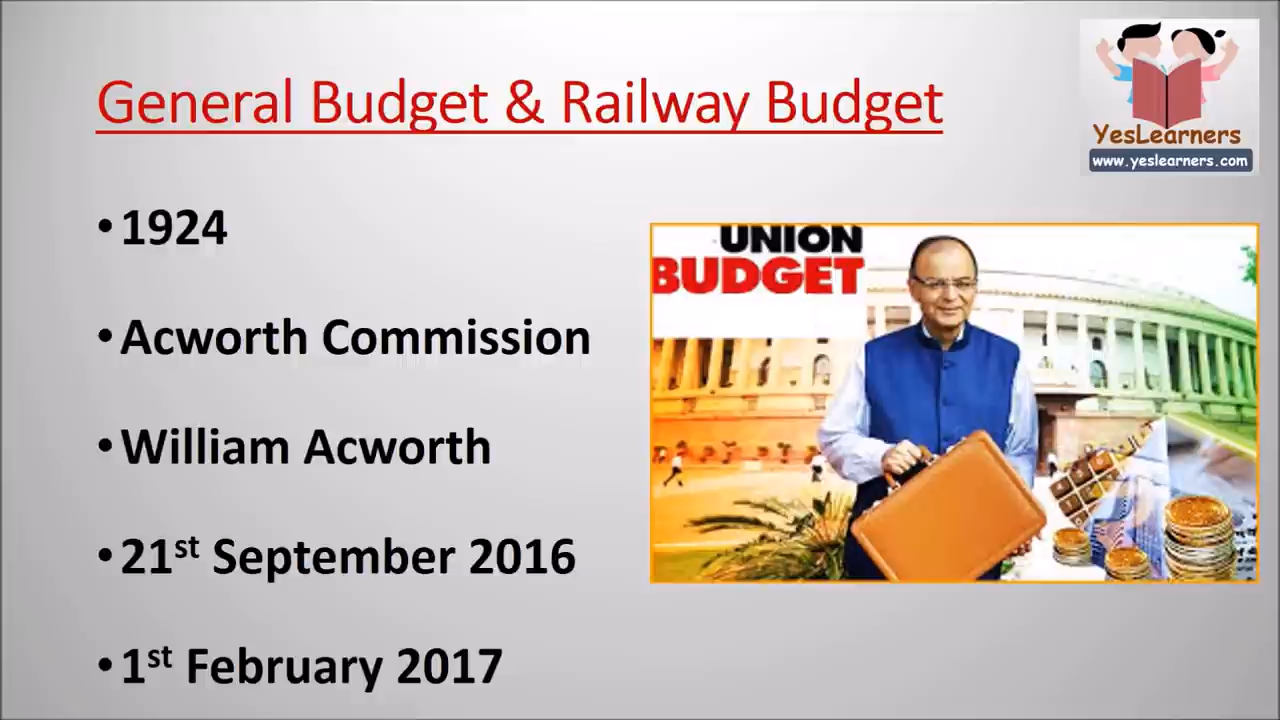 General Budget & Railway Budget
YesLearners
www.yeslearners.com
•1924
•Acworth Commission
•William Acworth
•21st September 2016
•1st February 2017
UNION
BUDGET